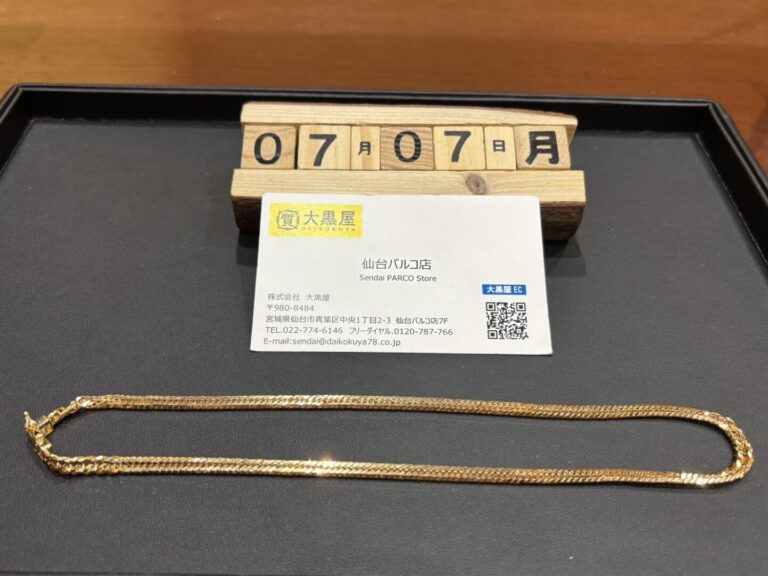 07月07日月
質 大黒屋
DAIKOKUYA
仙台パルコ店
Sendai PARCO Store
大黒屋 EC
株式会社 大黒屋
〒980-8484
宮城県仙台市青葉区中央1丁目2-3 仙台パルコ店7F
TEL.022-774-6146 フリーダイヤル.0120-787-766
E-mail:sendai@daikokuya78.co.jp